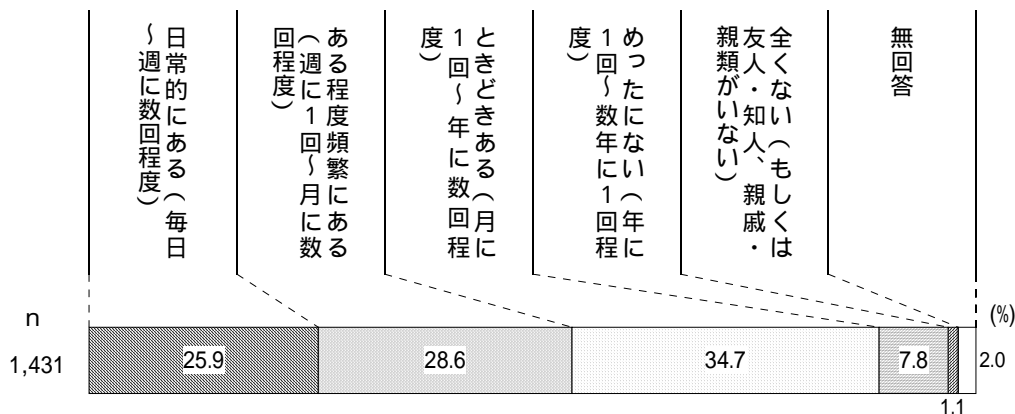 日常的にある（毎日
～週に数回程度）
ある程度頻繁にある
（週に１回～月に数
回程度）
ときどきある（月に
１回～年に数回程
度）
めったにない（年に
１回～数年に１回程
度）
全くない（もしくは
友人・知人、親戚・
親類がいない）
無回答
(%)
n
1,431
25.9
28.6
34.7
7.8
2.0
1.1